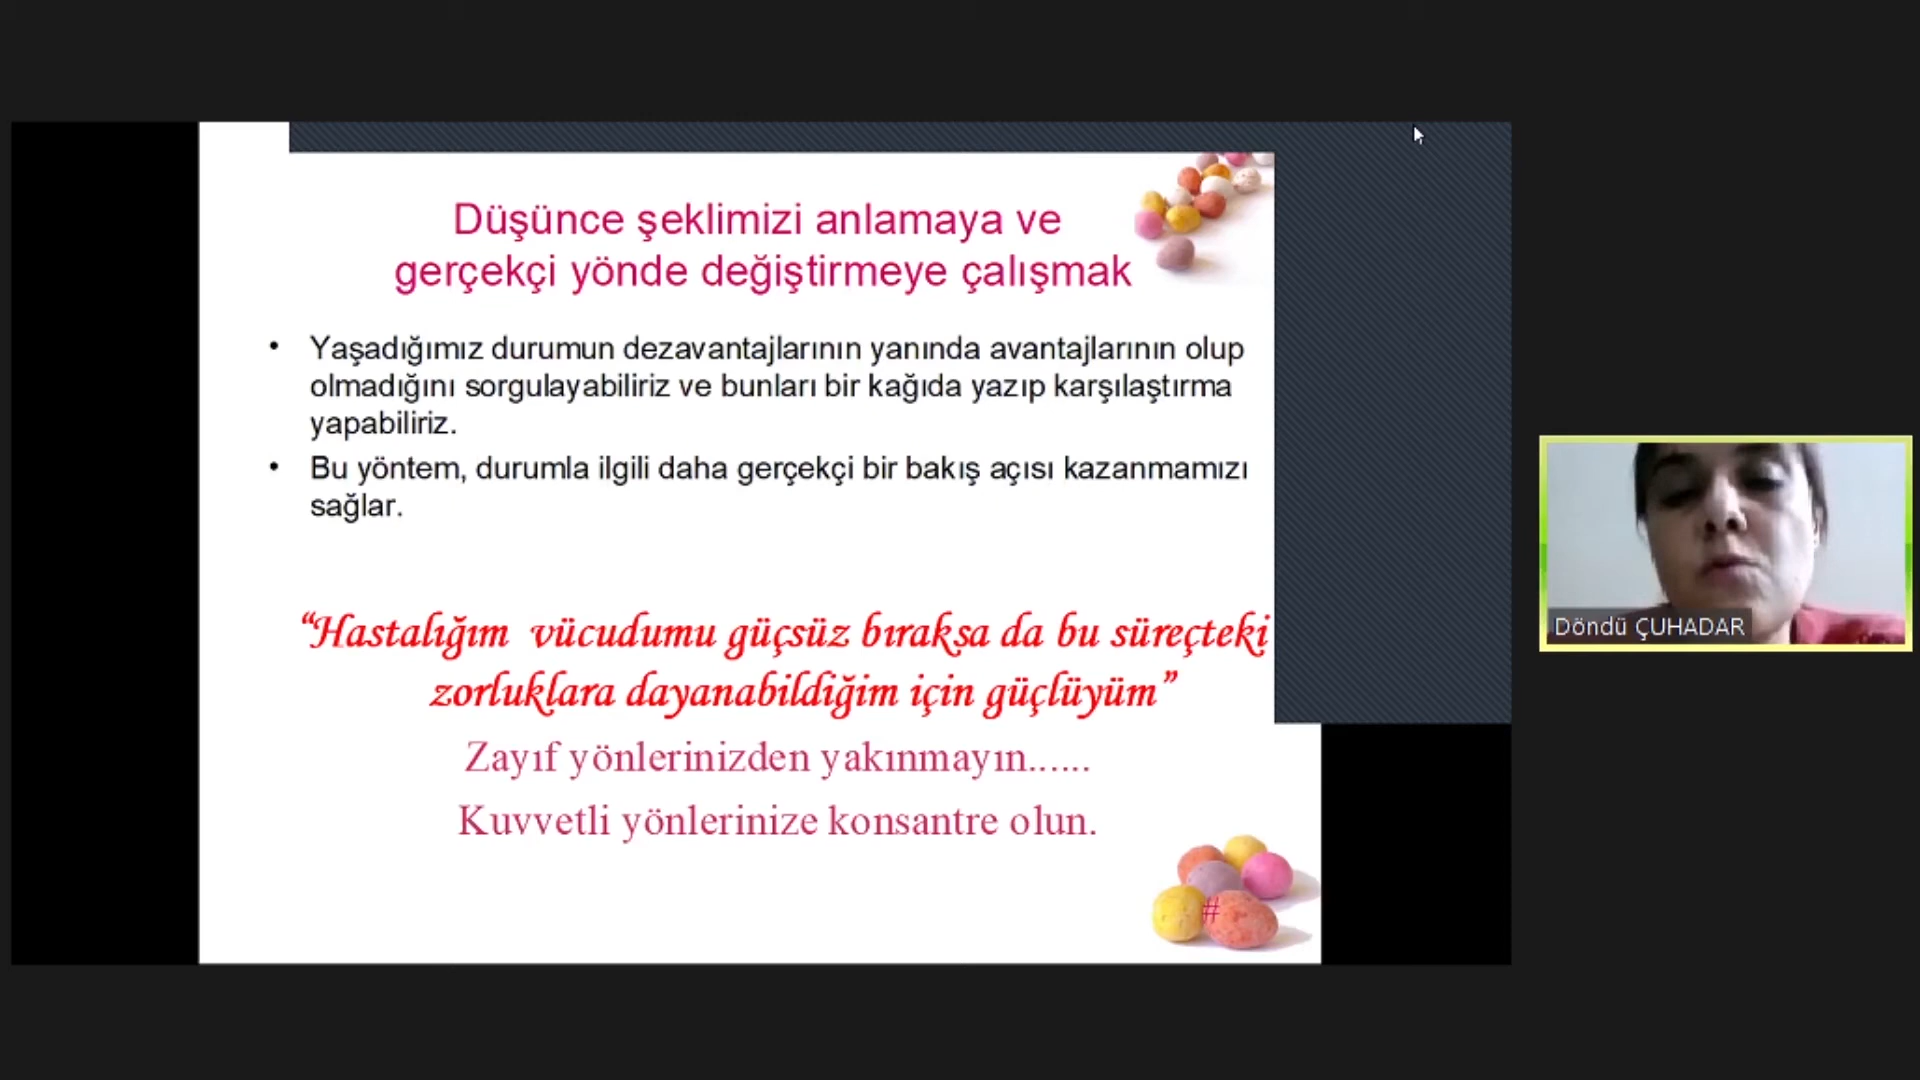 Düşünce şeklimizi anlamaya ve
gerçekçi yönde değiştirmeye çalışmak
• Yaşadığımız durumun dezavantajlarının yanında avantajlarının olup
olmadığını sorgulayabiliriz ve bunları bir kağıda yazıp karşılaştırma
yapabiliriz.
• Bu yöntem, durumla ilgili daha gerçekçi bir bakış açısı kazanmamızı
sağlar.
“Hastalığım vücudumu güçsüz bıraksa da bu süreçteki
zorluklara dayanabildiğim için güçlüyüm”
Zayıf yönlerinizden yakınmayın......
Kuvvetli yönlerinize konsantre olun.
#
Döndü ÇUHADAR